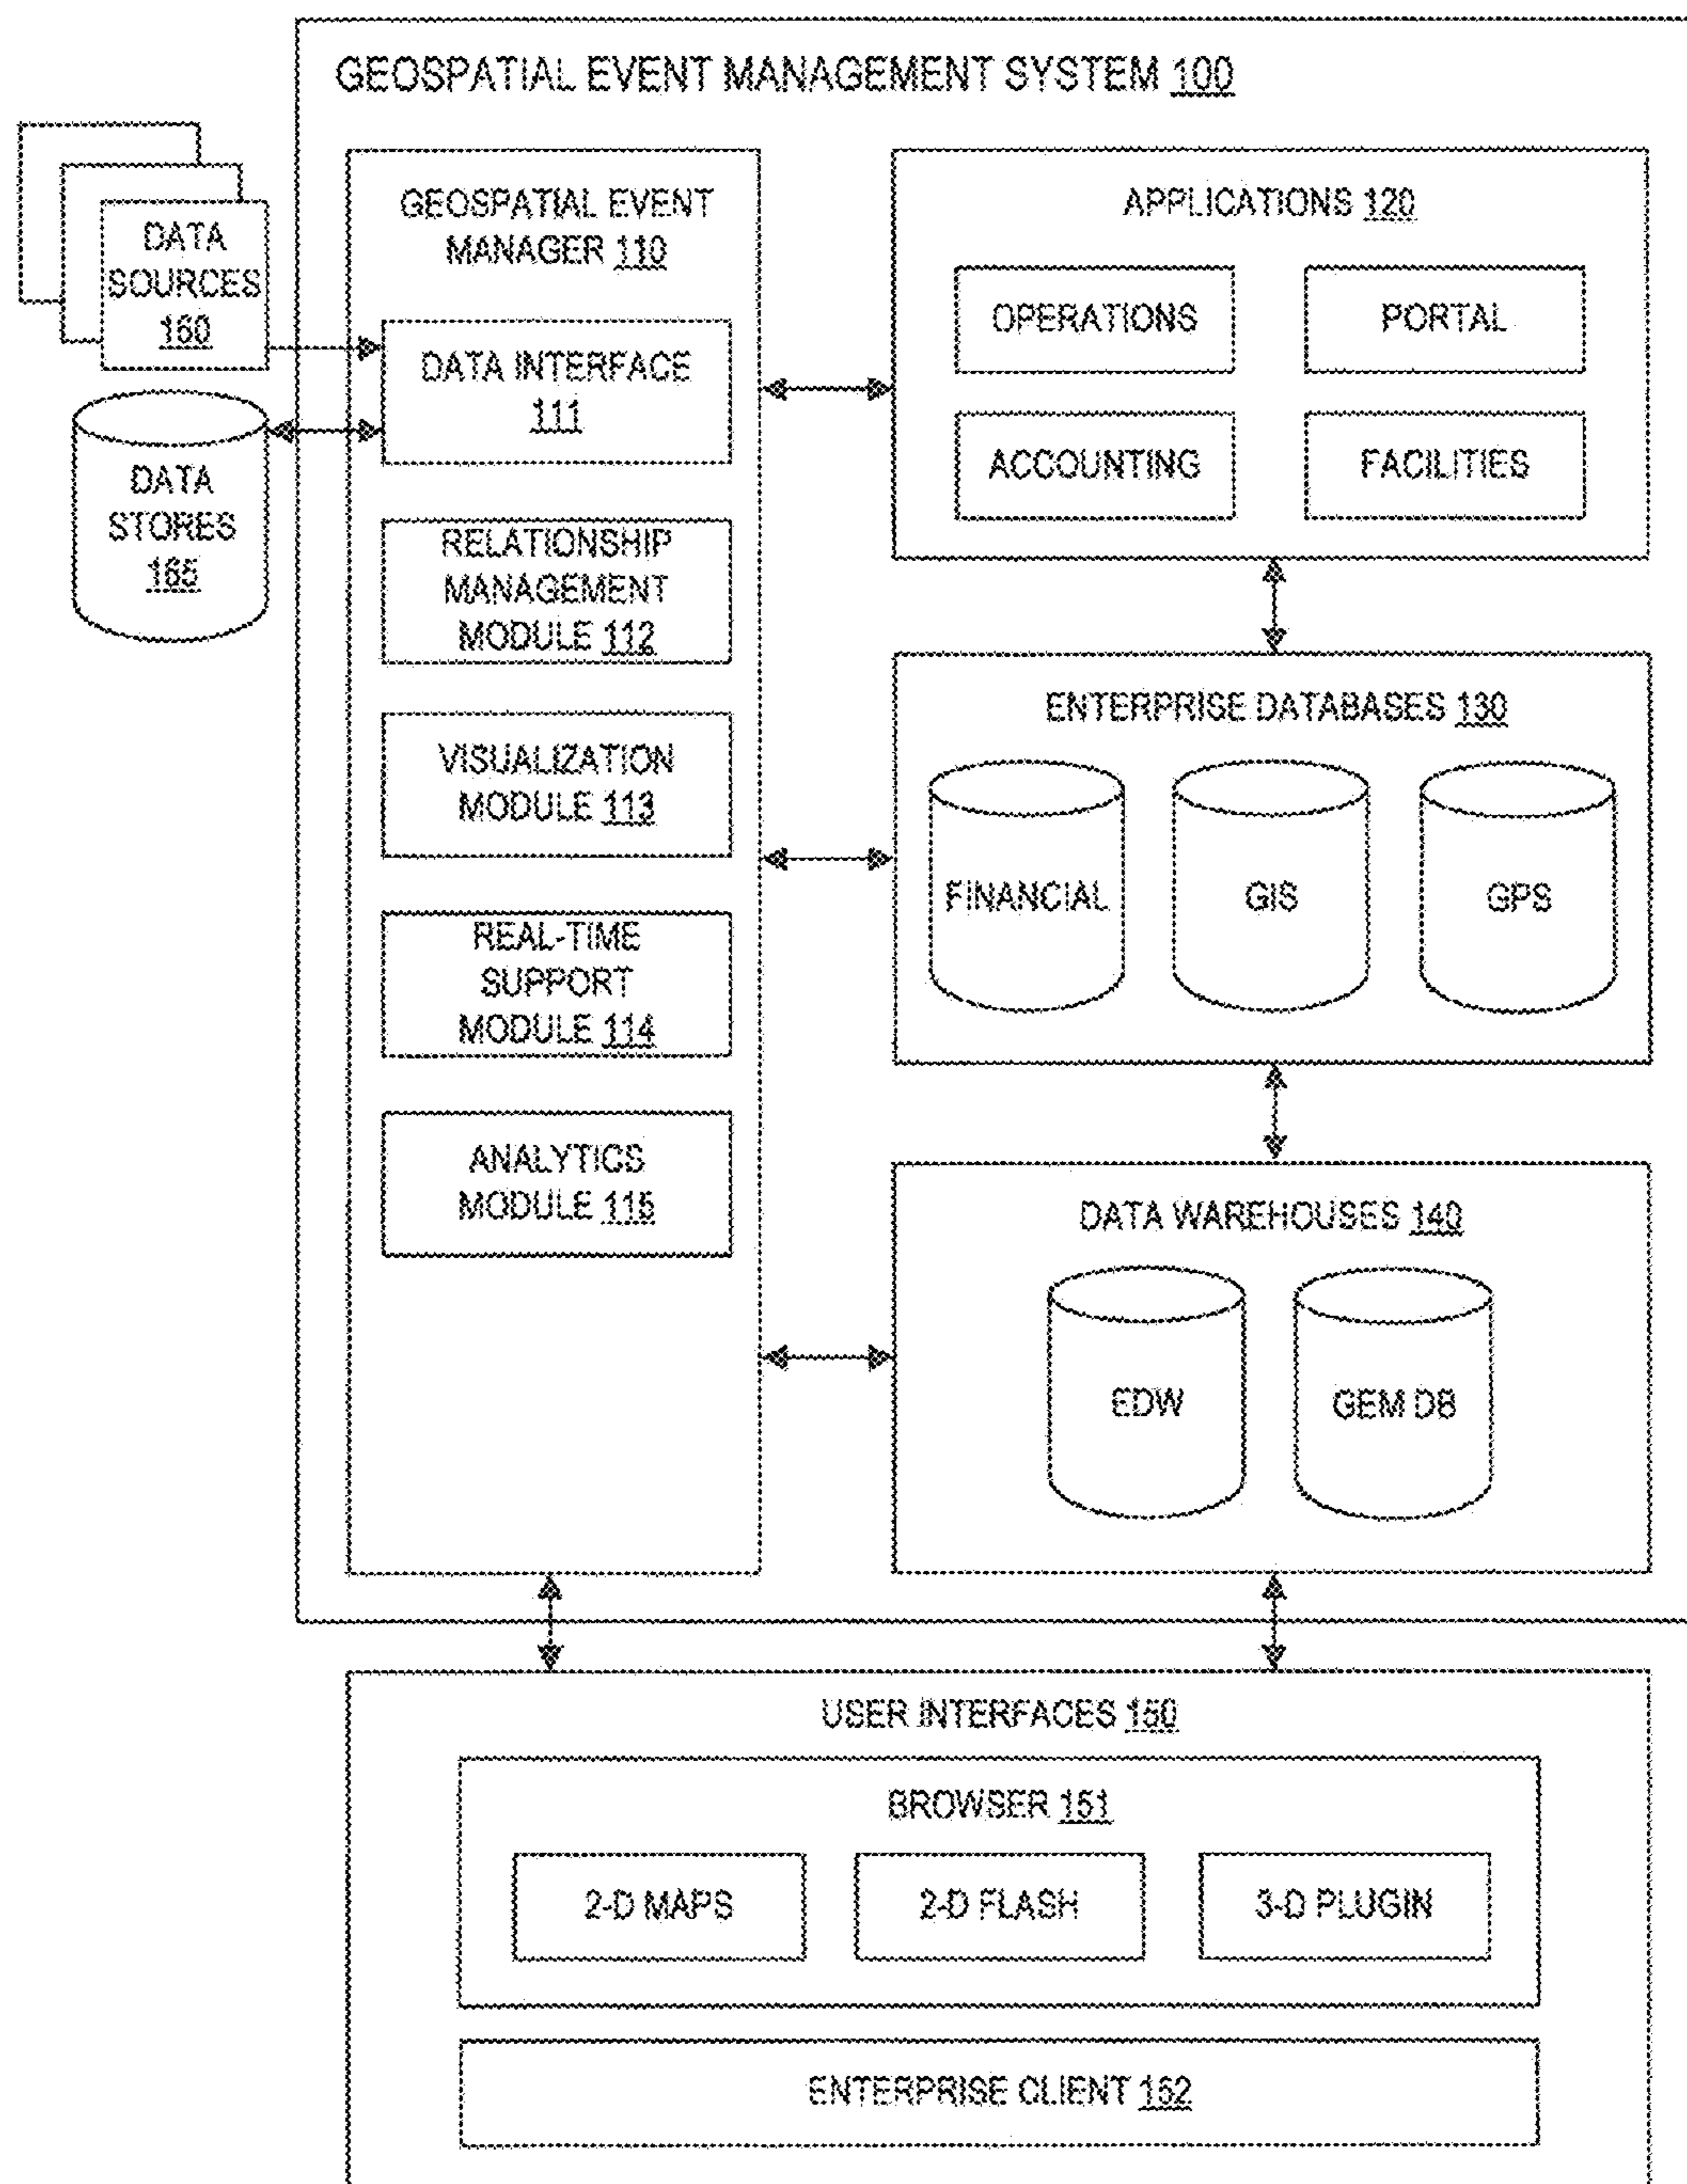 GEOSPATIAL EVENT MANAGEMENT SYSTEM 100
DATA
SOURCES
160
DATA
STORES
165
GEOSPATIAL EVENT
MANAGER 110
DATA INTERFACE
111
RELATIONSHIP
MANAGEMENT
MODULE 112
VISUALIZATION
MODULE 113
REAL-TIME
SUPPORT
MODULE 114
ANALYTICS
MODULE 115
APPLICATIONS 120
OPERATIONS
PORTAL
ACCOUNTING
FACILITIES
ENTERPRISE DATABASES 130
FINANCIAL
GIS
GPS
DATA WAREHOUSES 140
EDW
GEM DB
USER INTERFACES 150
BROWSER 151
2-D MAPS
2-D FLASH
3-D PLUGIN
ENTERPRISE CLIENT 152